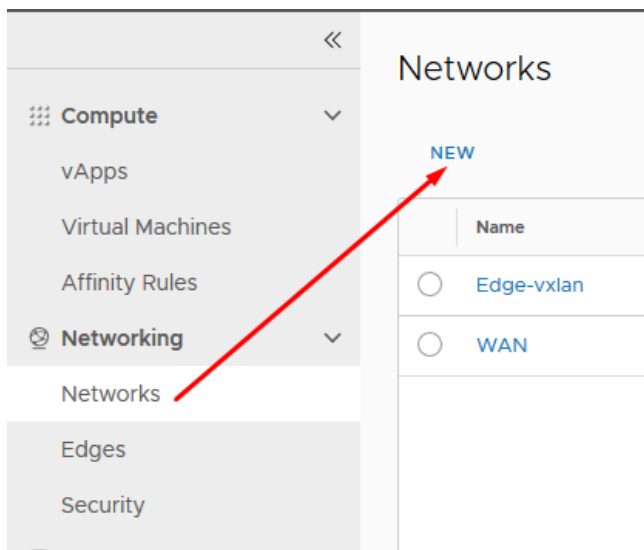 Compute
vApps
Virtual Machines
Affinity Rules
Networking
Networks
Edges
Security
Networks
NEW
Name
Edge-vxlan
WAN